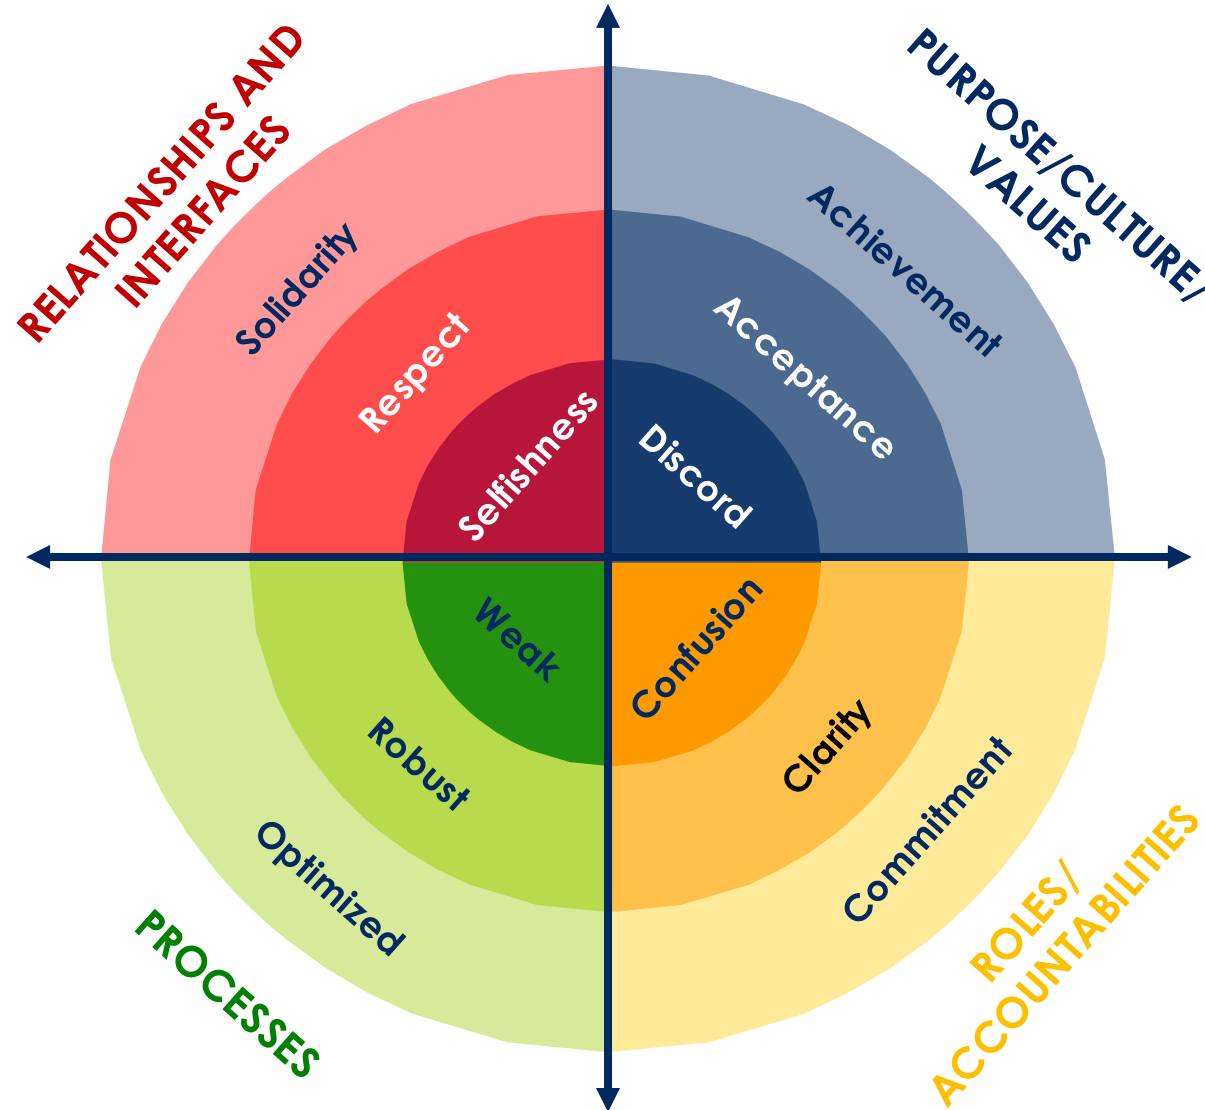 RELATIONSHIPS AND
INTERFACES
PURPOSE/CULTURE/
VALUES
Solidarity
Respect
Selfishness
Achievement
Acceptance
Discord
Weak
Robust
Optimized
Confusion
Clarity
Commitment
PROCESSES
ROLES/
ACCOUNTABILITIES